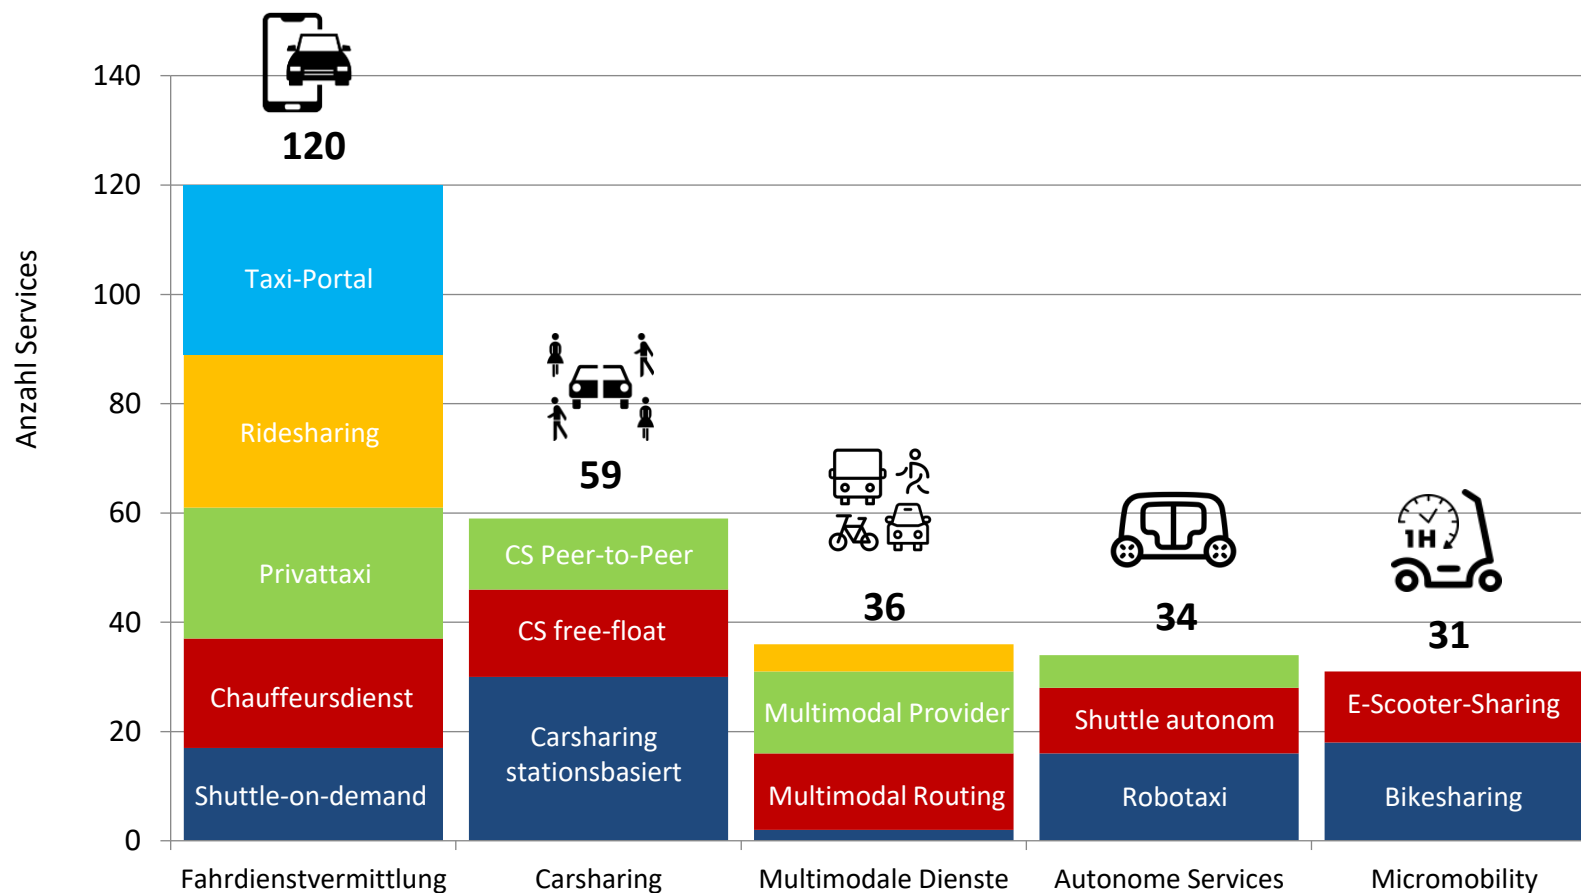 Anzahl Services
140
120
100
80
60
40
20
0
120
Taxi-Portal
Ridesharing
Privattaxi
Chauffeursdienst
Shuttle-on-demand
Fahrdienstvermittlung
59
CS Peer-to-Peer
CS free-float
Carsharing
stationsbasiert
Carsharing
36
Multimodal Provider
Multimodal Routing
Multimodale Dienste
34
Shuttle autonom
Robotaxi
Autonome Services
1H
31
E-Scooter-Sharing
Bikesharing
Micromobility